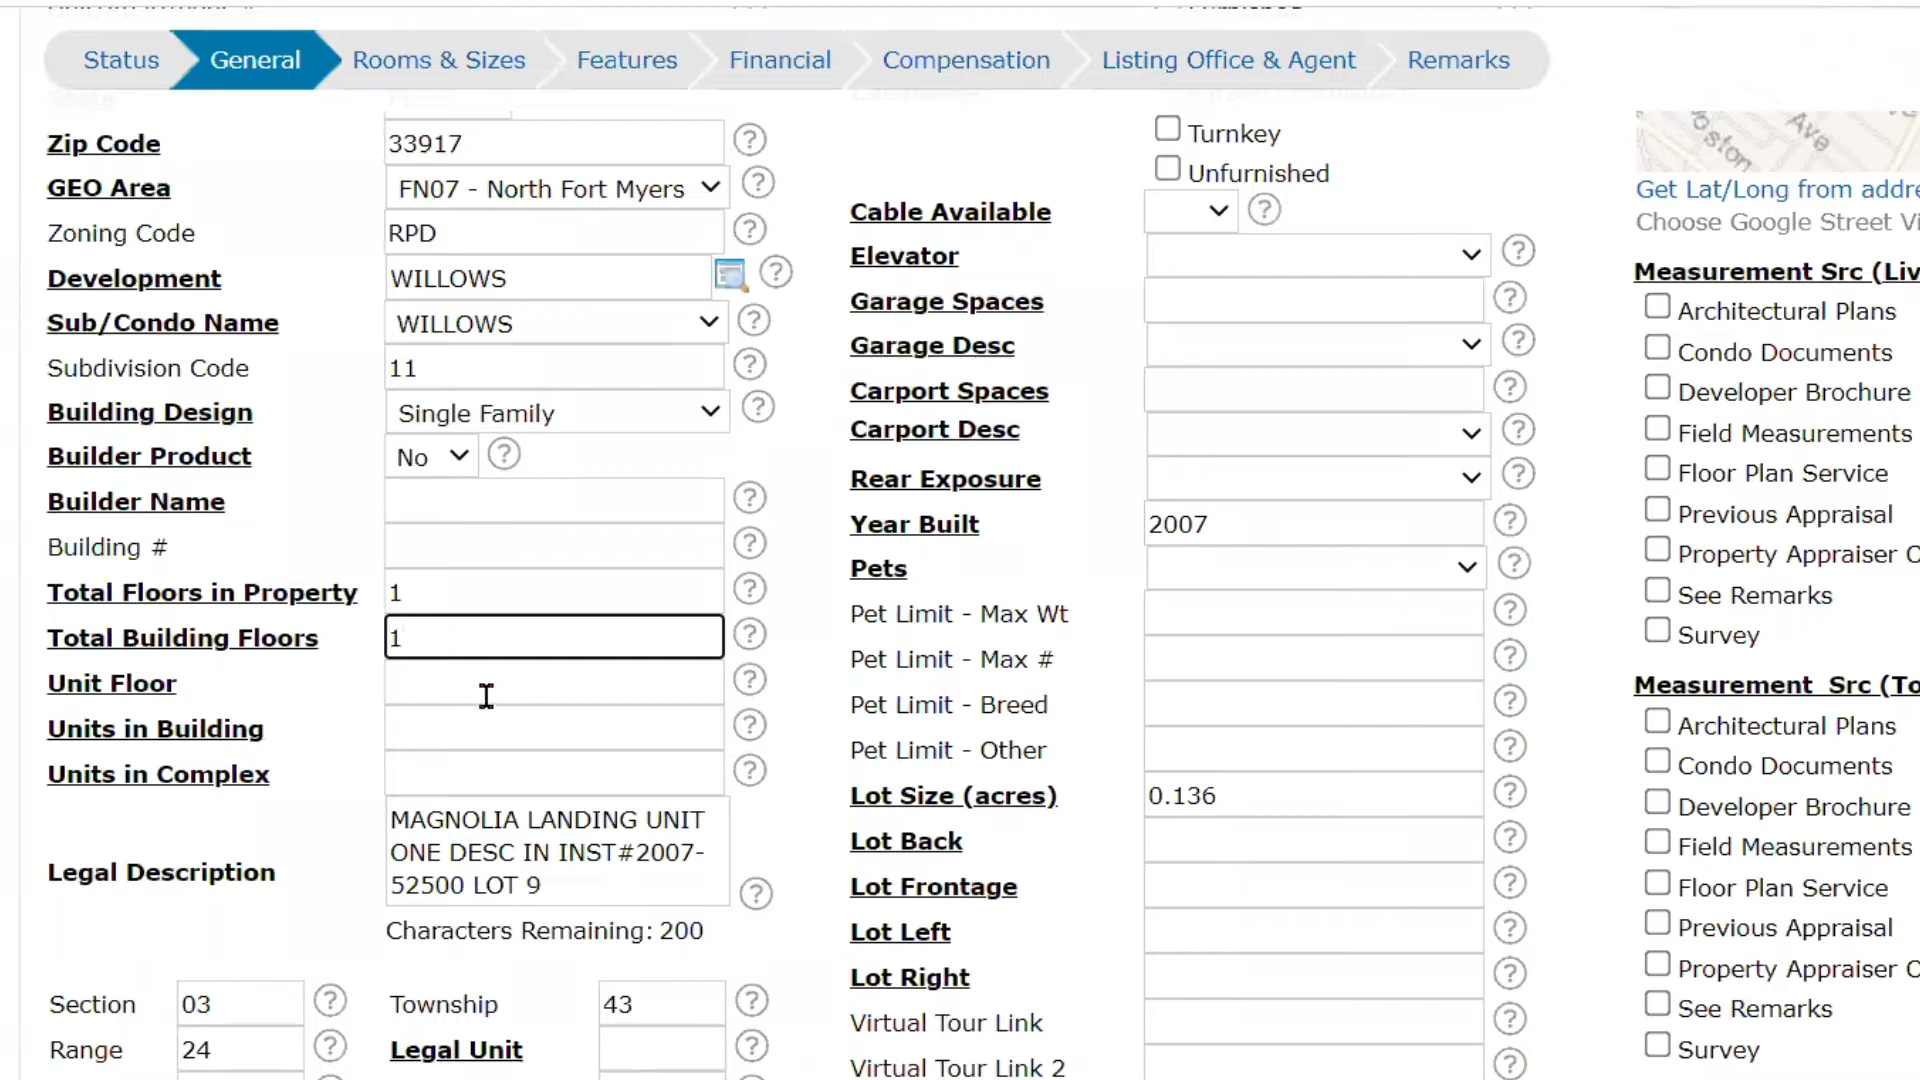 Status General Rooms & Sizes Features Financial Compensation Listing Office & Agent Remarks
Zip Code 33917
GEO Area FN07 - North Fort Myers
Zoning Code RPD
Development WILLOWS
Sub/Condo Name WILLOWS
Subdivision Code 11
Building Design Single Family
Builder Product No
Builder Name
Building #
Total Floors in Property 1
Total Building Floors 1
Unit Floor
Units in Building
Units in Complex
Legal Description
MAGNOLIA LANDING UNIT
ONE DESC IN INST#2007-
52500 LOT 9
Characters Remaining: 200
Section 03 Township 43
Range 24 Legal Unit
Turnkey
Unfurnished
Cable Available
Elevator
Garage Spaces
Garage Desc
Carport Spaces
Carport Desc
Rear Exposure
Year Built 2007
Pets
Pet Limit - Max Wt
Pet Limit - Max #
Pet Limit - Breed
Pet Limit - Other
Lot Size (acres) 0.136
Lot Back
Lot Frontage
Lot Left
Lot Right
Virtual Tour Link
Virtual Tour Link 2
Ave
Get Lat/Long from addre
Choose Google Street Vi
Measurement Src (Liv
Architectural Plans
Condo Documents
Developer Brochure
Field Measurements
Floor Plan Service
Previous Appraisal
Property Appraiser O
See Remarks
Survey
Measurement Src (To
Architectural Plans
Condo Documents
Developer Brochure
Field Measurements
Floor Plan Service
Previous Appraisal
Property Appraiser O
See Remarks
Survey